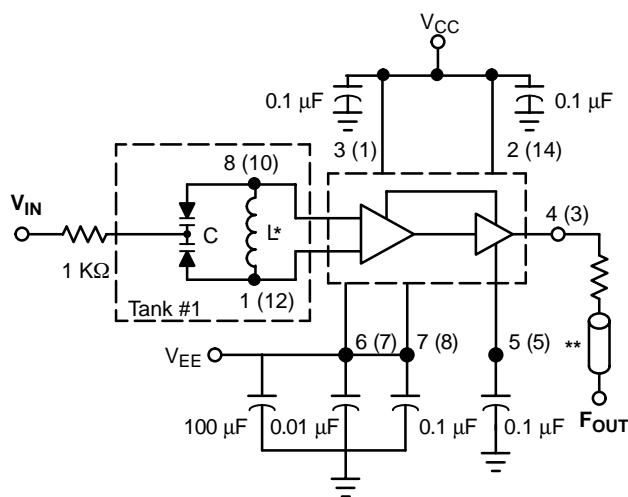 VCC
0.1 μF
0.1 μF
3 (1)
2 (14)
8 (10)
VIN
C
L*
4 (3)
1 KΩ
1 (12)
Tank #1
**
VEE
6 (7)
7 (8)
5 (5)
100 μF
0.01 μF
0.1 μF
0.1 μF
FOUT